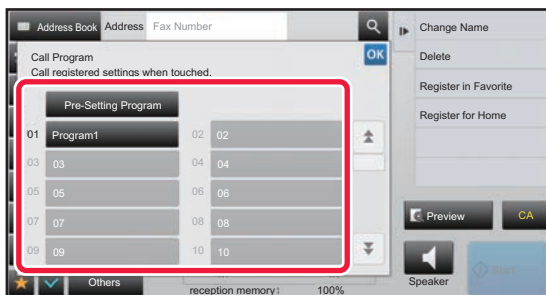 Address Book Address Fax Number
Call Program
OK
Call registered settings when touched.
Pre-Setting Program
01 Program1 02 02
03 03 04 04
05 05 06 06
07 07 08 08
09 09 10 10
Others
reception memory: 100%
Change Name
Delete
Register in Favorite
Register for Home
Preview CA
Speaker
Start